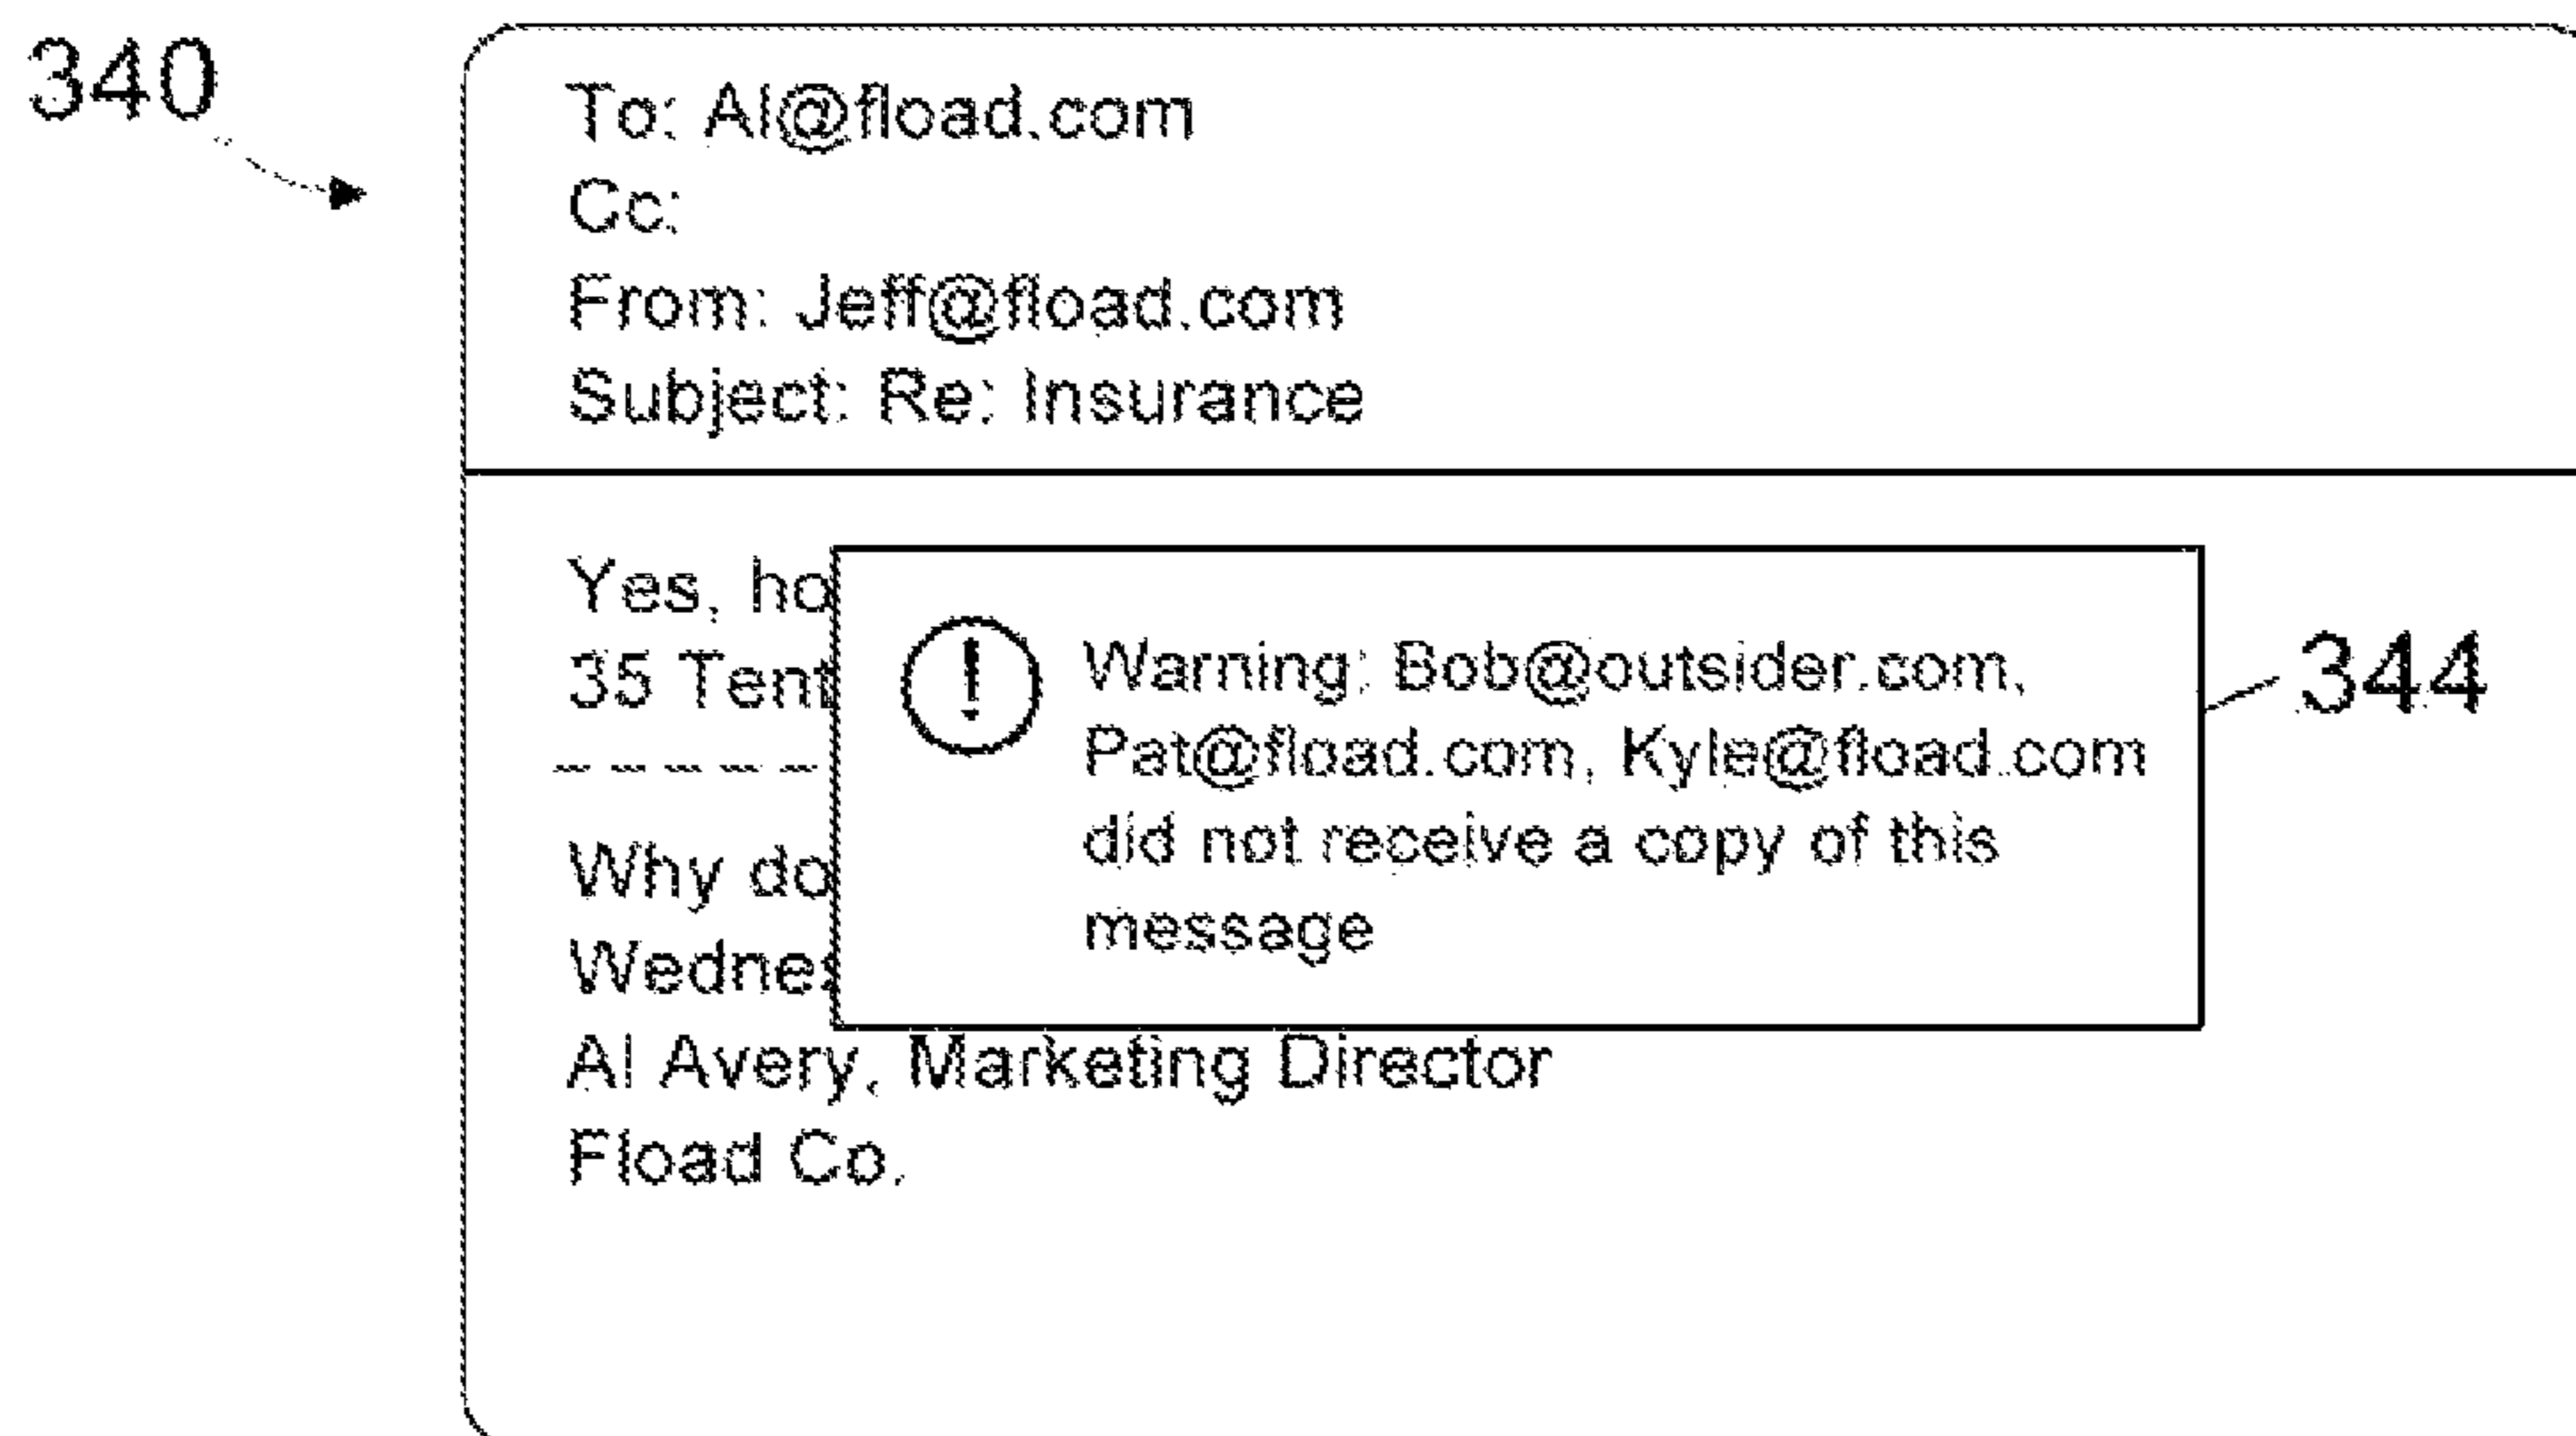 340
To: Al@fload.com
Cc:
From: Jeff@fload.com
Subject: Re: Insurance
Yes, ho
35 Tent
Warning: Bob@outsider.com,
Pat@fload.com, Kyle@fload.com
did not receive a copy of this
message
344
Why do
Wednes
Al Avery, Marketing Director
Fload Co.